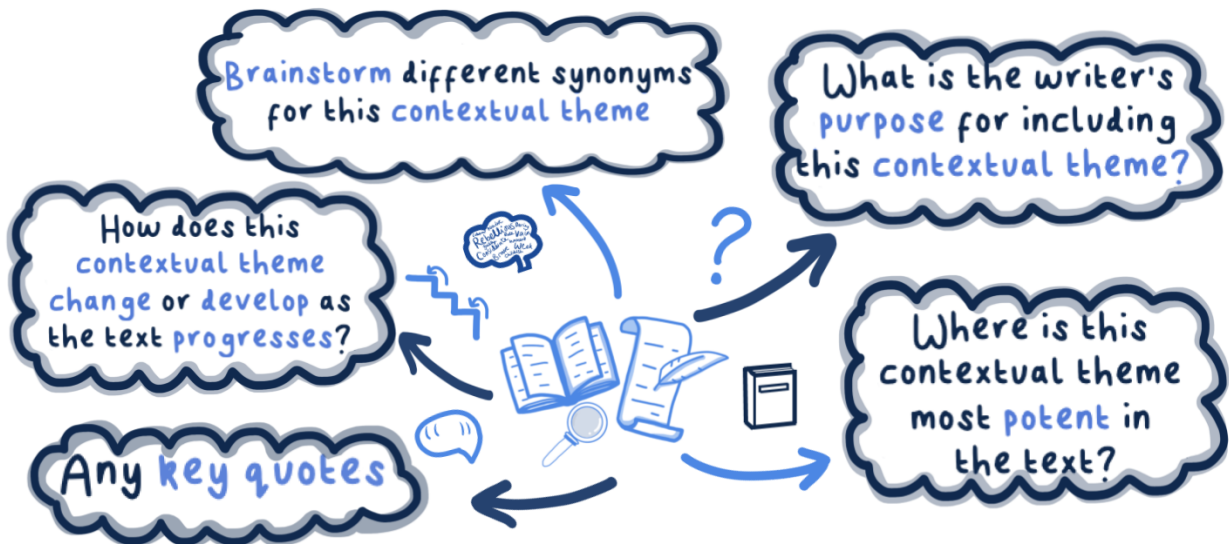 Brainstorm different synonyms
for this contextual theme
What is the writer's
purpose for including
this contextual theme?
How does this
contextual theme
change or develop as
the text progresses?
Where is this
contextual theme
most potent in
the text?
Any key quotes
?